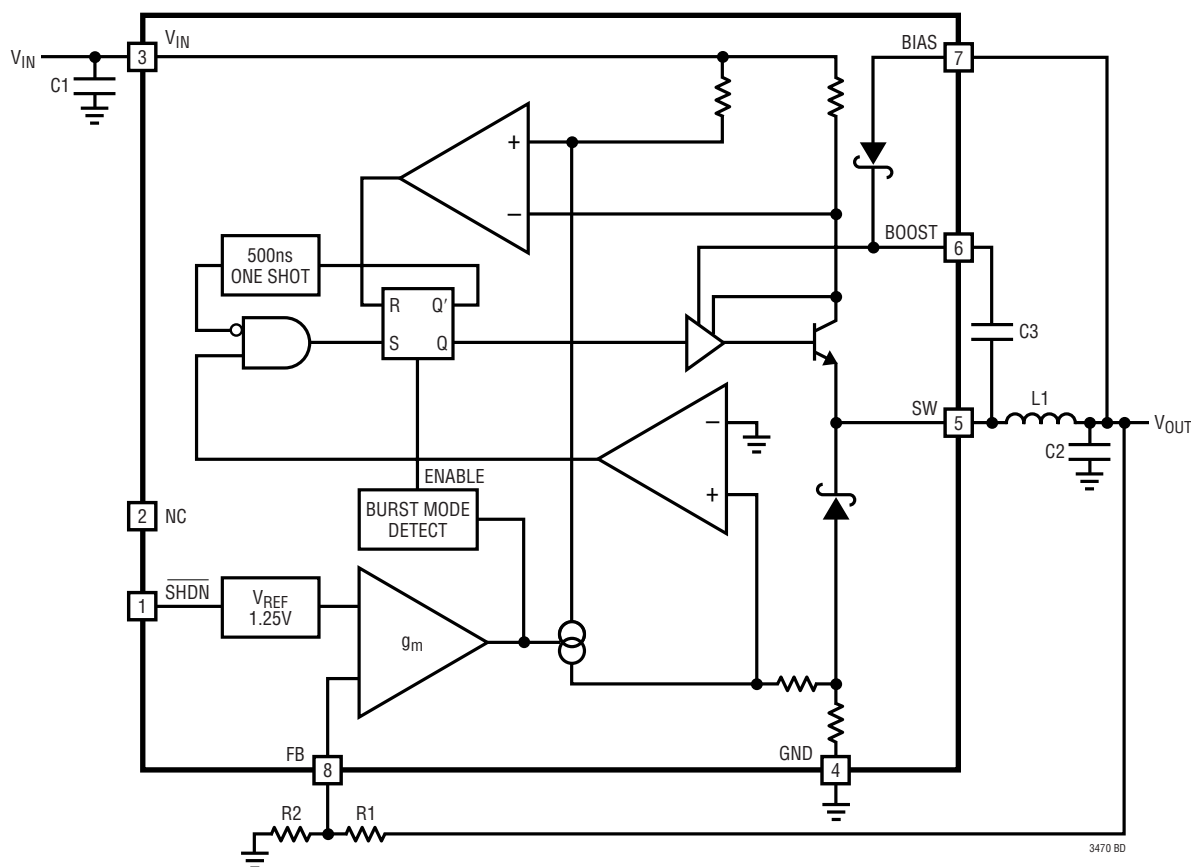 V_IN
BIAS
V_IN
3
7
C1
+
–
BOOST
6
500ns
ONE SHOT
R
Q′
C3
S
Q
SW
L1
5
V_OUT
–
C2
ENABLE
+
BURST MODE
DETECT
2
NC
SHDN
1
V_REF
1.25V
g_m
FB
GND
8
4
R2
R1
3470 BD